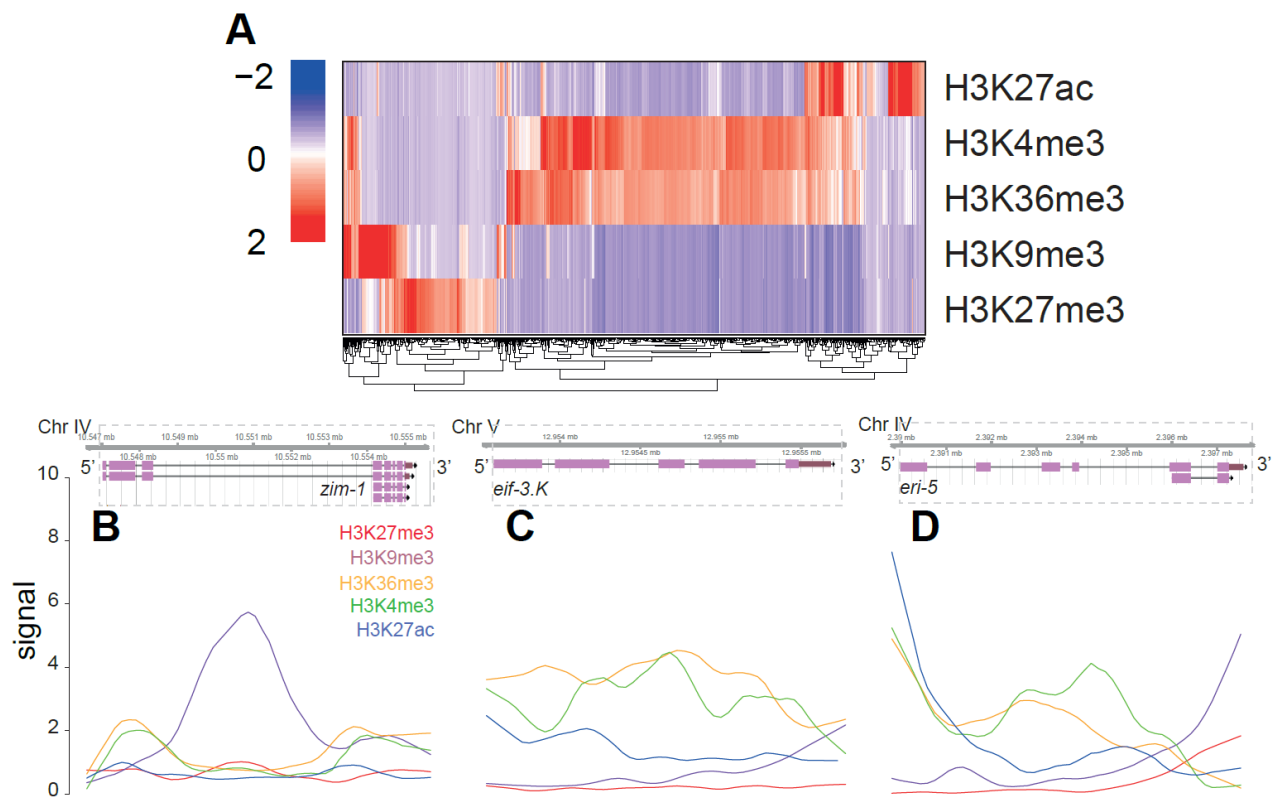 A
−2
0
2
H3K27ac
H3K4me3
H3K36me3
H3K9me3
H3K27me3
Chr IV
10.547 mb 10.549 mb 10.551 mb 10.553 mb 10.555 mb
10.548 mb 10.55 mb 10.552 mb 10.554 mb
5’ 3’
zim-1
Chr V
12.954 mb 12.955 mb
12.9545 mb 12.9555 mb
5’ 3’
eif-3.K
Chr IV
2.39 mb 2.392 mb 2.394 mb 2.396 mb
2.391 mb 2.393 mb 2.395 mb 2.397 mb
5’ 3’
eri-5
B
C
D
H3K27me3
H3K9me3
H3K36me3
H3K4me3
H3K27ac
signal
10
8
6
4
2
0